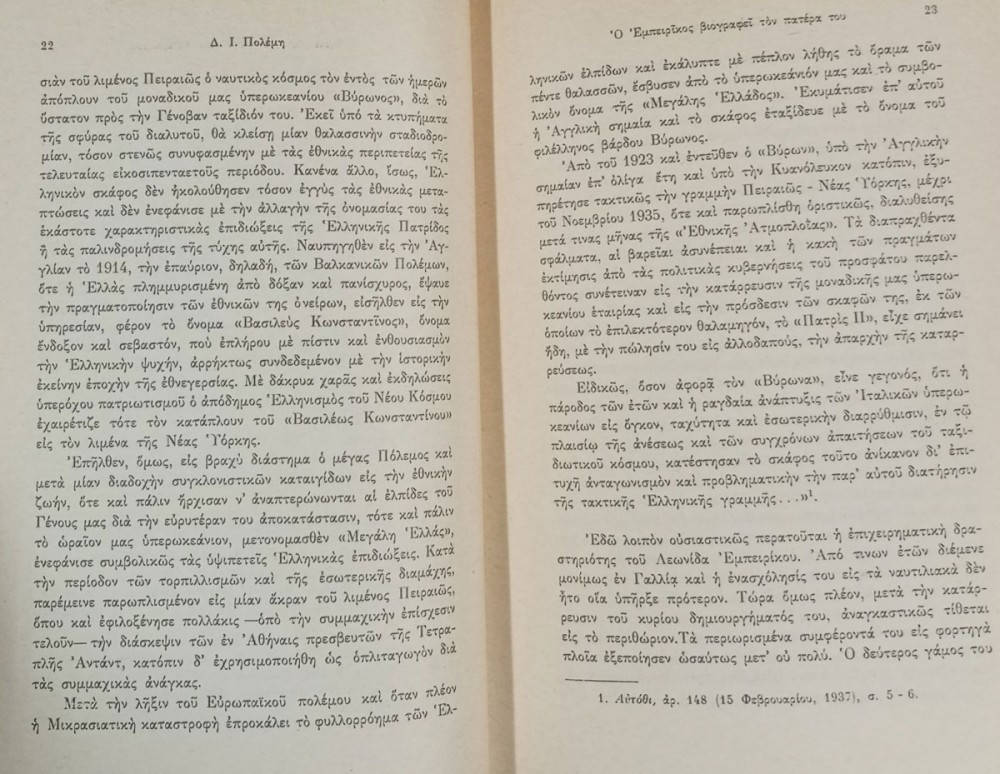 22
Δ. Ι. Πολέμη
σιὰν τοῦ λιμένος Πειραιῶς ὁ ναυτικὸς κόσμος τὸν ἐντὸς τῶν ἡμερῶν
ἀπόπλουν τοῦ μοναδικοῦ μας ὑπερωκεανίου «Βύρωνος», διὰ τὸ
ὕστατον πρὸς τὴν Γένοβαν ταξίδιόν του. Ἐκεῖ ὑπὸ τὰ κτυπήματα
τῆς σφύρας τοῦ διαλυτοῦ, θὰ κλείσῃ μίαν θαλασσινὴν σταδιοδρο-
μίαν, τόσον στενῶς συνυφασμένην μὲ τὰς ἐθνικὰς περιπετείας τῆς
τελευταίας εἰκοσιπενταετοῦς περιόδου. Κανένα ἄλλο, ἴσως, Ἑλ-
ληνικὸν σκάφος δὲν ἠκολούθησεν τόσον ἐγγὺς τὰς ἐθνικὰς μετα-
πτώσεις καὶ δὲν ἐνεφάνισε μὲ τὴν ἀλλαγὴν τῆς ὀνομασίας του τὰς
ἑκάστοτε χαρακτηριστικὰς ἐπιδιώξεις τῆς Ἑλληνικῆς Πατρίδος
ἢ τὰς παλινδρομήσεις τῆς τύχης αὐτῆς. Ναυπηγηθὲν εἰς τὴν Ἀγ-
γλίαν τὸ 1914, τὴν ἐπαύριον, δηλαδή, τῶν Βαλκανικῶν Πολέμων,
ὅτε ἡ Ἑλλὰς πλημμυρισμένη ἀπὸ δόξαν καὶ πανίσχυρος, ἔψαυε
τὴν πραγματοποίησιν τῶν ἐθνικῶν της ὀνείρων, εἰσῆλθεν εἰς τὴν
ὑπηρεσίαν, φέρον τὸ ὄνομα «Βασιλεὺς Κωνσταντῖνος», ὄνομα
ἔνδοξον καὶ σεβαστόν, ποὺ ἐπλήρου μὲ πίστιν καὶ ἐνθουσιασμὸν
τὴν Ἑλληνικὴν ψυχήν, ἀρρήκτως συνδεδεμένον μὲ τὴν ἱστορικὴν
ἐκείνην ἐποχὴν τῆς ἐθνεγερσίας. Μὲ δάκρυα χαρᾶς καὶ ἐκδηλώσεις
ὑπερόχου πατριωτισμοῦ ὁ ἀπόδημος Ἑλληνισμὸς τοῦ Νέου Κόσμου
ἐχαιρέτιζε τότε τὸν κατάπλουν τοῦ «Βασιλέως Κωνσταντίνου»
εἰς τὸν λιμένα τῆς Νέας Ὑόρκης.
Ἐπῆλθεν, ὅμως, εἰς βραχὺ διάστημα ὁ μέγας Πόλεμος καὶ
μετὰ μίαν διαδοχὴν συγκλονιστικῶν καταιγίδων εἰς τὴν ἐθνικὴν
ζωήν, ὅτε καὶ πάλιν ἤρχισαν ν' ἀναπτερώνωνται αἱ ἐλπίδες τοῦ
Γένους μας διὰ τὴν εὐρυτέραν του ἀποκατάστασιν, τότε καὶ πάλιν
τὸ ὡραῖον μας ὑπερωκεάνιον, μετονομασθὲν «Μεγάλη Ἑλλάς»,
ἐνεφάνισε συμβολικῶς τὰς ὑψιπετεῖς Ἑλληνικὰς ἐπιδιώξεις. Κατὰ
τὴν περίοδον τῶν τορπιλλισμῶν καὶ τῆς ἐσωτερικῆς διαμάχης,
παρέμεινε παρωπλισμένον εἰς μίαν ἄκραν τοῦ λιμένος Πειραιῶς,
ὅπου καὶ ἐφιλοξένησε πολλάκις —ὑπὸ τὴν συμμαχικὴν ἐπίσχεσιν
τελοῦν— τὴν διάσκεψιν τῶν ἐν Ἀθήναις πρεσβευτῶν τῆς Τετρα-
πλῆς Ἀντάντ, κατόπιν δ' ἐχρησιμοποιήθη ὡς ὁπλιταγωγὸν διὰ
τὰς συμμαχικὰς ἀνάγκας.
Μετὰ τὴν λῆξιν τοῦ Εὐρωπαϊκοῦ πολέμου καὶ ὅταν πλέον
ἡ Μικρασιατικὴ καταστροφὴ ἐπροκάλει τὸ φυλλορρόημα τῶν Ἑλ-
Ὁ Ἐμπειρῖκος βιογραφεῖ τὸν πατέρα του
23
ληνικῶν ἐλπίδων καὶ ἐκάλυπτε μὲ πέπλον λήθης τὸ ὅραμα τῶν
πέντε θαλασσῶν, ἔσβυσεν ἀπὸ τὸ ὑπερωκεάνιόν μας καὶ τὸ συμβο-
λικὸν ὄνομα τῆς «Μεγάλης Ἑλλάδος». Ἐκυμάτισεν ἐπ' αὐτοῦ
ἡ Ἀγγλικὴ σημαία καὶ τὸ σκάφος ἐταξίδευσε μὲ τὸ ὄνομα τοῦ
φιλέλληνος βάρδου Βύρωνος.
Ἀπὸ τοῦ 1923 καὶ ἐντεῦθεν ὁ «Βύρων», ὑπὸ τὴν Ἀγγλικὴν
σημαίαν ἐπ' ὀλίγα ἔτη καὶ ὑπὸ τὴν Κυανόλευκον κατόπιν, ἐξυ-
πηρέτησε τακτικῶς τὴν γραμμὴν Πειραιῶς - Νέας Ὑόρκης, μέχρι
τοῦ Νοεμβρίου 1935, ὅτε καὶ παρωπλίσθη ὁριστικῶς, διαλυθείσης
μετά τινας μῆνας τῆς «Ἐθνικῆς Ἀτμοπλοΐας». Τὰ διαπραχθέντα
σφάλματα, αἱ βαρεῖαι ἀσυνέπειαι καὶ ἡ κακὴ τῶν πραγμάτων
ἐκτίμησις ἀπὸ τὰς πολιτικὰς κυβερνήσεις τοῦ προσφάτου παρελ-
θόντος συνέτειναν εἰς τὴν κατάρρευσιν τῆς μοναδικῆς μας ὑπερω-
κεανίου ἑταιρίας καὶ εἰς τὴν πρόσδεσιν τῶν σκαφῶν της, ἐκ τῶν
ὁποίων τὸ ἐπιλεκτότερον θαλαμηγόν, τὸ «Πατρὶς ΙΙ», εἶχε σημάνει
ἤδη, μὲ τὴν πώλησίν του εἰς ἀλλοδαπούς, τὴν ἀπαρχὴν τῆς καταρ-
ρεύσεως.
Εἰδικῶς, ὅσον ἀφορᾷ τὸν «Βύρωνα», εἶνε γεγονός, ὅτι ἡ
πάροδος τῶν ἐτῶν καὶ ἡ ραγδαία ἀνάπτυξις τῶν Ἰταλικῶν ὑπερω-
κεανίων εἰς ὄγκον, ταχύτητα καὶ ἐσωτερικὴν διαρρύθμισιν, ἐν τῷ
πλαισίῳ τῆς ἀνέσεως καὶ τῶν συγχρόνων ἀπαιτήσεων τοῦ ταξι-
διωτικοῦ κόσμου, κατέστησαν τὸ σκάφος τοῦτο ἀνίκανον δι' ἐπι-
τυχῆ ἀνταγωνισμὸν καὶ προβληματικὴν τὴν παρ' αὐτοῦ διατήρησιν
τῆς τακτικῆς Ἑλληνικῆς γραμμῆς...»¹.
Ἐδῶ λοιπὸν οὐσιαστικῶς περατοῦται ἡ ἐπιχειρηματικὴ δρα-
στηριότης τοῦ Λεωνίδα Ἐμπειρίκου. Ἀπό τινων ἐτῶν διέμενε
μονίμως ἐν Γαλλίᾳ καὶ ἡ ἐνασχόλησίς του εἰς τὰ ναυτιλιακὰ δὲν
ἦτο οἵα ὑπῆρξε πρότερον. Τώρα ὅμως πλέον, μετὰ τὴν κατάρ-
ρευσιν τοῦ κυρίου δημιουργήματός του, ἀναγκαστικῶς τίθεται
εἰς τὸ περιθώριον. Τὰ περιωρισμένα συμφέροντά του εἰς φορτηγὰ
πλοῖα ἐξεποίησεν ὡσαύτως μετ' οὐ πολύ. Ὁ δεύτερος γάμος του
1. Αὐτόθι, ἀρ. 148 (15 Φεβρουαρίου, 1937), σ. 5 - 6.